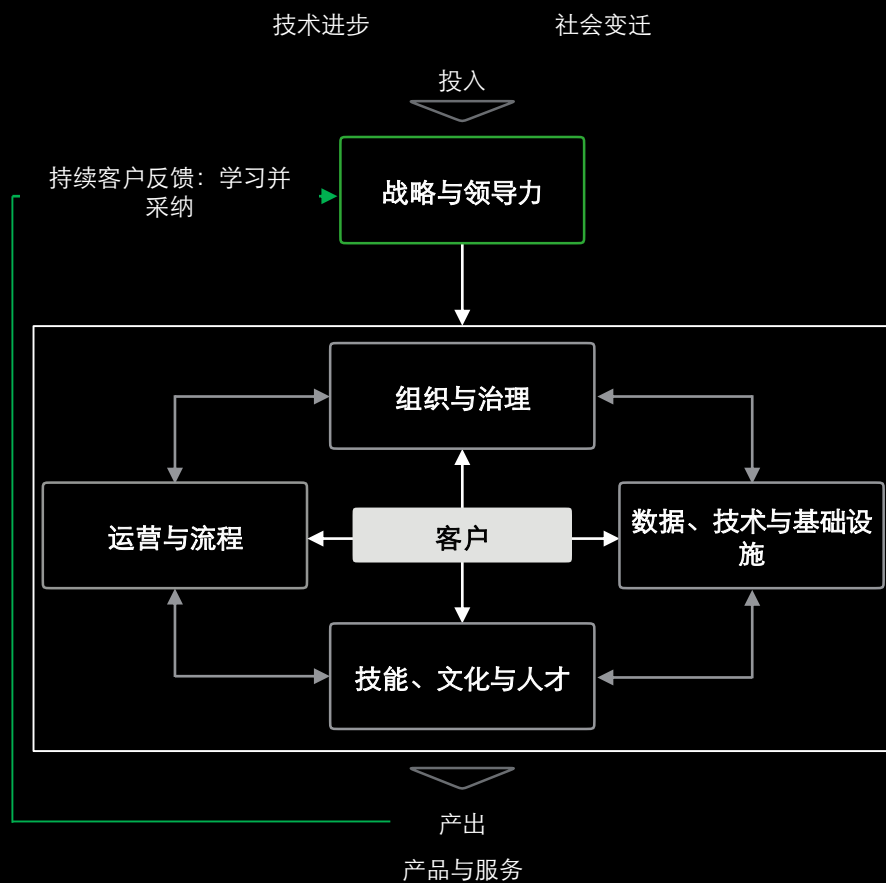 技术进步
社会变迁
投入
持续客户反馈：学习并
采纳
战略与领导力
组织与治理
运营与流程
客户
数据、技术与基础设
施
技能、文化与人才
产出
产品与服务